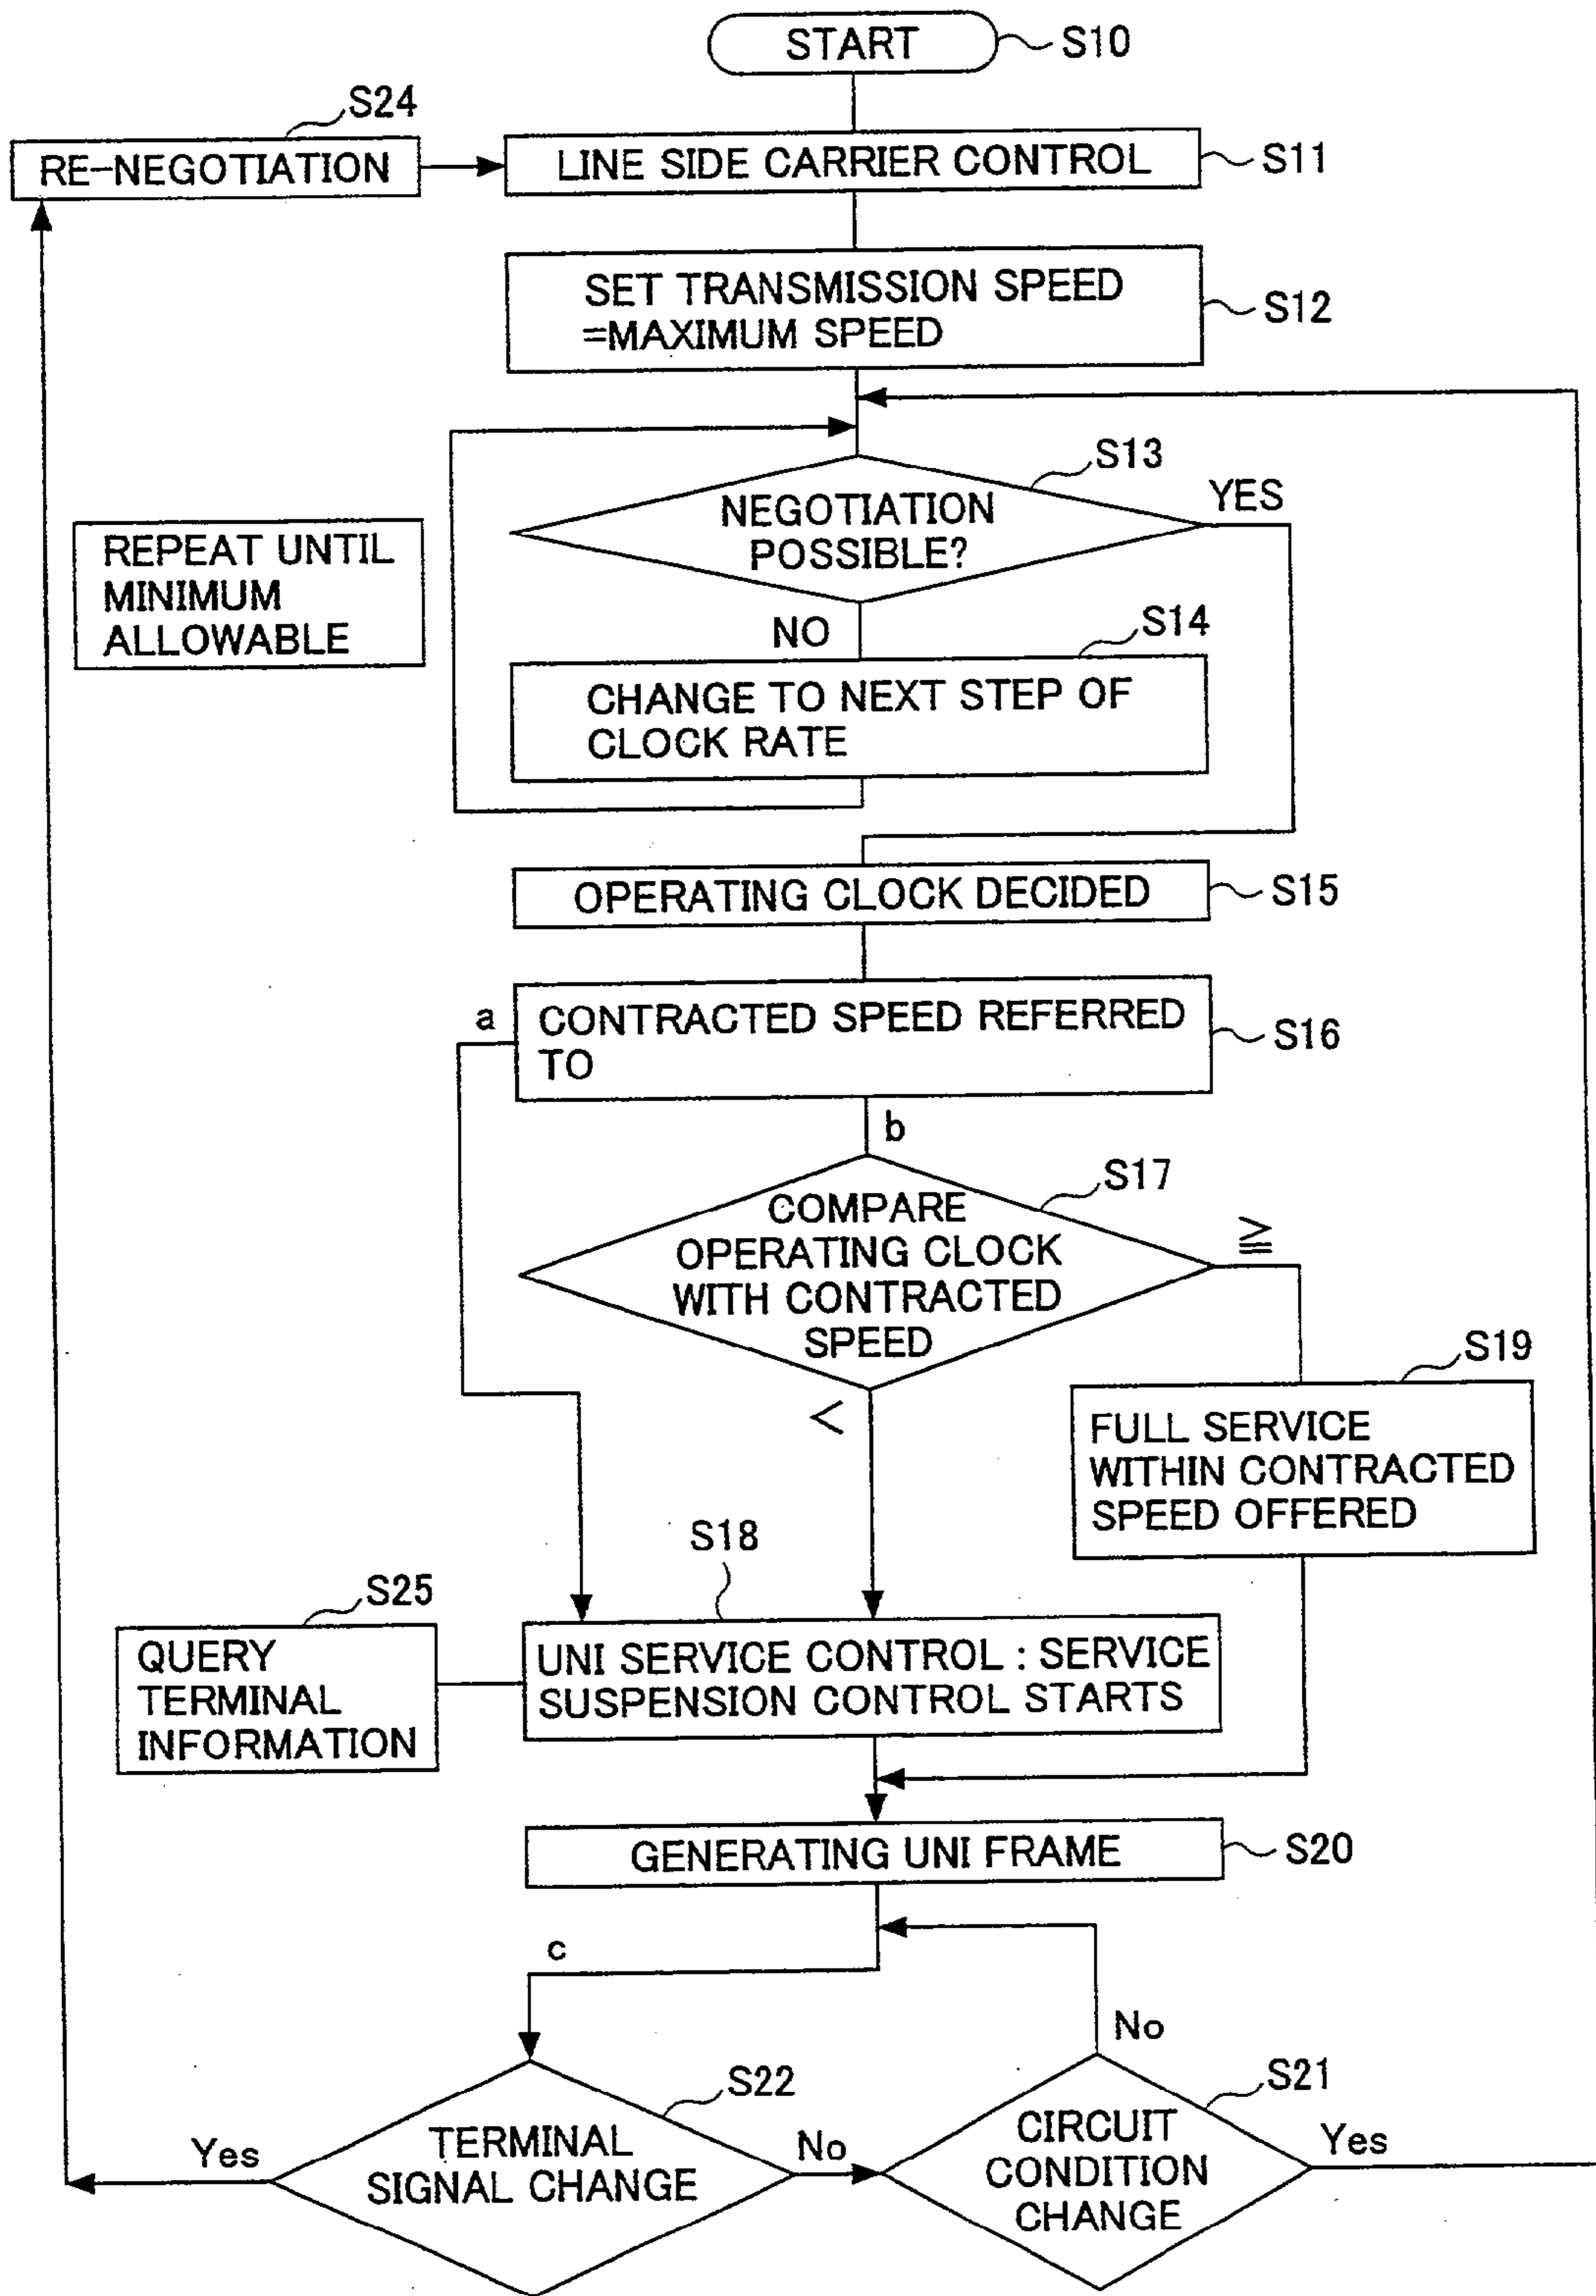 START
S10
S24
RE-NEGOTIATION
LINE SIDE CARRIER CONTROL
S11
SET TRANSMISSION SPEED
=MAXIMUM SPEED
S12
S13
NEGOTIATION
POSSIBLE?
YES
REPEAT UNTIL
MINIMUM
ALLOWABLE
NO
S14
CHANGE TO NEXT STEP OF
CLOCK RATE
OPERATING CLOCK DECIDED
S15
a
CONTRACTED SPEED REFERRED
TO
S16
b
S17
COMPARE
OPERATING CLOCK
WITH CONTRACTED
SPEED
≧
<
S19
FULL SERVICE
WITHIN CONTRACTED
SPEED OFFERED
S18
S25
QUERY
TERMINAL
INFORMATION
UNI SERVICE CONTROL : SERVICE
SUSPENSION CONTROL STARTS
GENERATING UNI FRAME
S20
c
No
S22
TERMINAL
SIGNAL CHANGE
Yes
No
S21
CIRCUIT
CONDITION
CHANGE
Yes